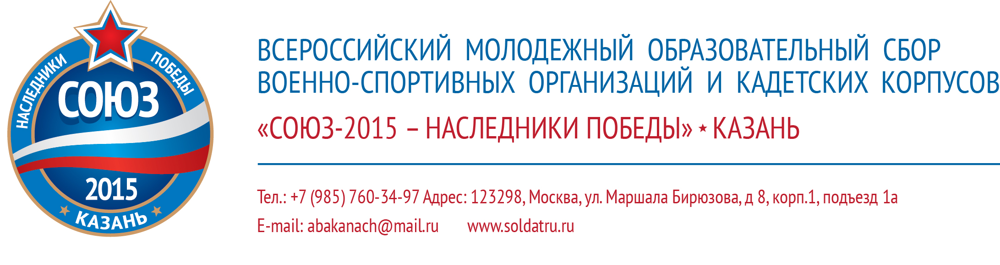 НАСЛЕДНИКИ ПОБЕДЫ
СОЮЗ
2015
КАЗАНЬ
ВСЕРОССИЙСКИЙ МОЛОДЕЖНЫЙ ОБРАЗОВАТЕЛЬНЫЙ СБОР
ВОЕННО-СПОРТИВНЫХ ОРГАНИЗАЦИЙ И КАДЕТСКИХ КОРПУСОВ
«СОЮЗ-2015 – НАСЛЕДНИКИ ПОБЕДЫ» ★ КАЗАНЬ
Тел.: +7 (985) 760-34-97 Адрес: 123298, Москва, ул. Маршала Бирюзова, д 8, корп.1, подъезд 1а
E-mail: abakanach@mail.ru www.soldatru.ru